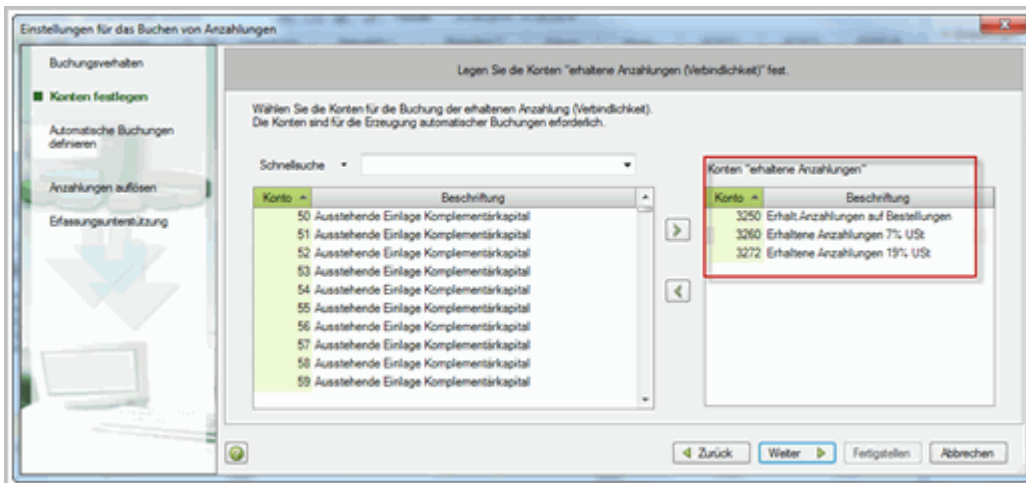 Einstellungen für das Buchen von Anzahlungen
Buchungsverhalten
Konten festlegen
Automatische Buchungen
definieren
Anzahlungen auflösen
Erfassungsunterstützung
Legen Sie die Konten "erhaltene Anzahlungen (Verbindlichkeit)" fest.
Wählen Sie die Konten für die Buchung der erhaltenen Anzahlung (Verbindlichkeit).
Die Konten sind für die Erzeugung automatischer Buchungen erforderlich.
Schnellsuche
Konto Beschriftung
50 Ausstehende Einlage Komplementärkapital
51 Ausstehende Einlage Komplementärkapital
52 Ausstehende Einlage Komplementärkapital
53 Ausstehende Einlage Komplementärkapital
54 Ausstehende Einlage Komplementärkapital
55 Ausstehende Einlage Komplementärkapital
56 Ausstehende Einlage Komplementärkapital
57 Ausstehende Einlage Komplementärkapital
58 Ausstehende Einlage Komplementärkapital
59 Ausstehende Einlage Komplementärkapital
Konten "erhaltene Anzahlungen"
Konto Beschriftung
3250 Erhalt.Anzahlungen auf Bestellungen
3260 Erhaltene Anzahlungen 7% USt
3272 Erhaltene Anzahlungen 19% USt
Zurück Weiter Fertigstellen Abbrechen